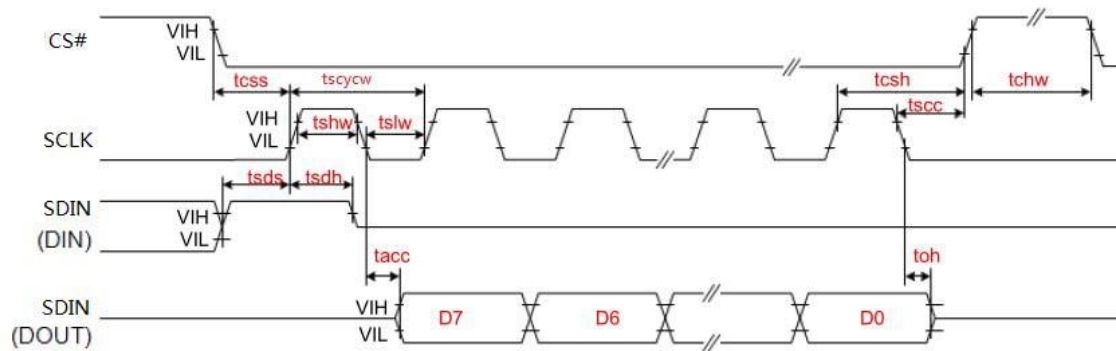 CS#
VIH
VIL
tcss
tscycw
tcsh
tchw
tscc
SCLK
VIH
VIL
tshw
tslw
tsds
tsdh
SDIN
(DIN)
VIH
VIL
tacc
toh
SDIN
(DOUT)
VIH
VIL
D7
D6
D0